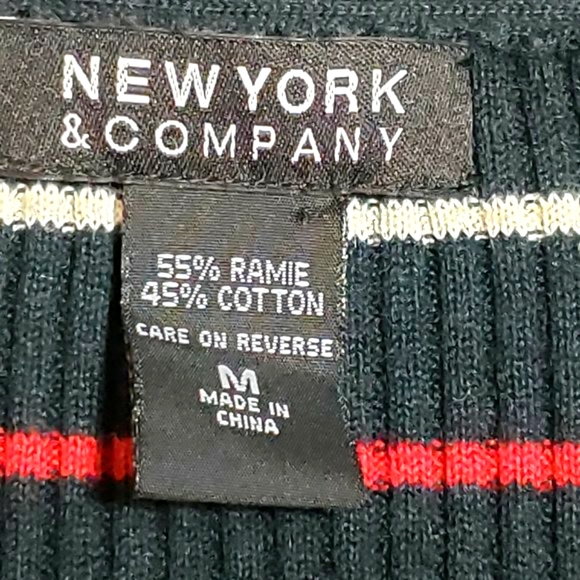 NEW YORK
& COMPANY
55% RAMIE
45% COTTON
CARE ON REVERSE
M
MADE IN
CHINA